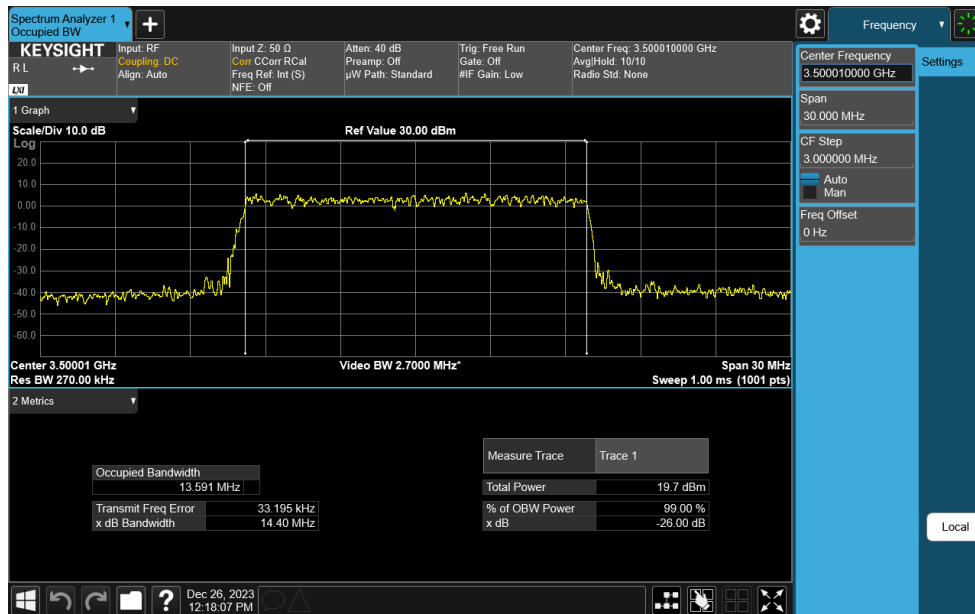 Spectrum Analyzer 1
Occupied BW
+
Frequency
KEYSIGHT
R L
LXI
Input: RF
Coupling: DC
Align: Auto
Input Z: 50 Ω
Corr CCorr RCal
Freq Ref: Int (S)
NFE: Off
Atten: 40 dB
Preamp: Off
µW Path: Standard
Trig: Free Run
Gate: Off
#IF Gain: Low
Center Freq: 3.500010000 GHz
Avg|Hold: 10/10
Radio Std: None
Center Frequency
3.500010000 GHz
Settings
Span
30.000 MHz
CF Step
3.000000 MHz
Auto
Man
Freq Offset
0 Hz
Local
1 Graph
Scale/Div 10.0 dB
Ref Value 30.00 dBm
Log
20.0
10.0
0.00
-10.0
-20.0
-30.0
-40.0
-50.0
-60.0
Center 3.50001 GHz
Video BW 2.7000 MHz*
Span 30 MHz
Res BW 270.00 kHz
Sweep 1.00 ms (1001 pts)
2 Metrics
Occupied Bandwidth
13.591 MHz
Transmit Freq Error 33.195 kHz
x dB Bandwidth 14.40 MHz
Measure Trace Trace 1
Total Power 19.7 dBm
% of OBW Power 99.00 %
x dB -26.00 dB
?
Dec 26, 2023
12:18:07 PM